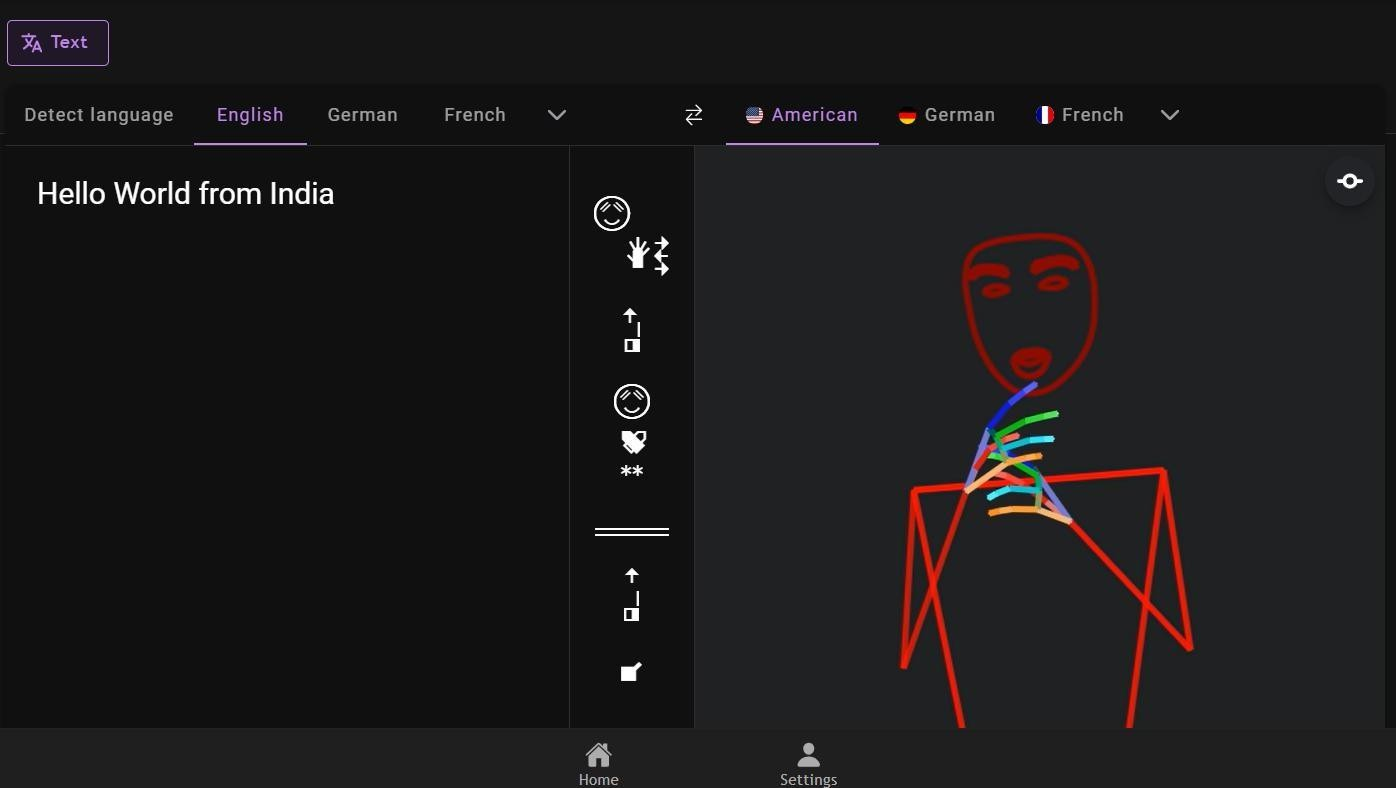 Text
Detect language English German French American German French
Hello World from India
**
Home Settings